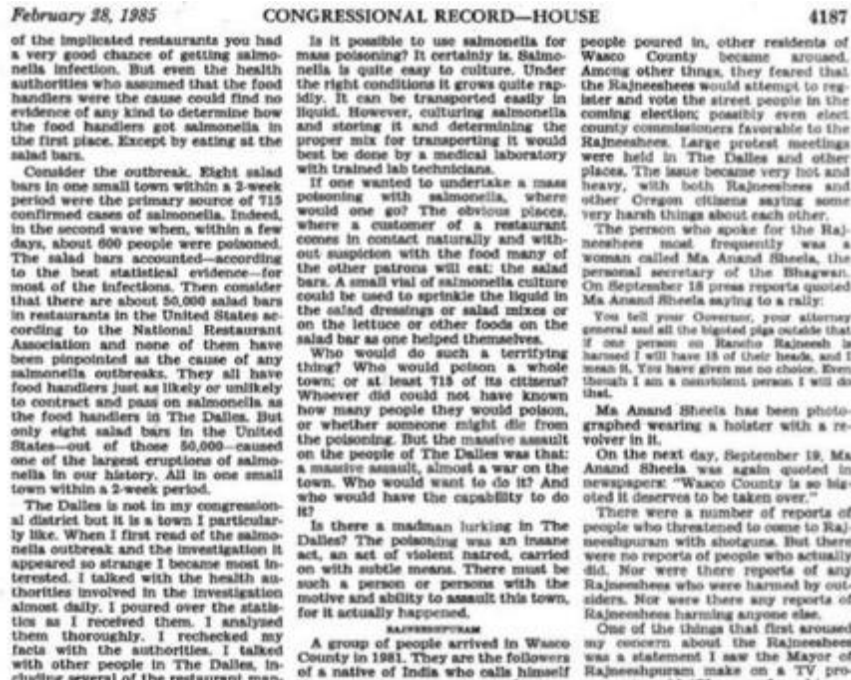 February 28, 1985
CONGRESSIONAL RECORD—HOUSE
4187
of the implicated restaurants you had
a very good chance of getting salmo-
nella infection. But even the health
authorities who assumed that the food
handlers were the cause could find no
evidence of any kind to determine how
the food handlers got salmonella in
the first place. Except by eating at the
salad bars.
Consider the outbreak. Eight salad
bars in one small town within a 2-week
period were the primary source of 715
confirmed cases of salmonella. Indeed,
in the second wave when, within a few
days, about 600 people were poisoned.
The salad bars accounted—according
to the best statistical evidence—for
most of the infections. Then consider
that there are about 50,000 salad bars
in restaurants in the United States ac-
cording to the National Restaurant
Association and none of them have
been pinpointed as the cause of any
salmonella outbreaks. They all have
food handlers just as likely or unlikely
to contract and pass on salmonella as
the food handlers in The Dalles. But
only eight salad bars in the United
States—out of those 50,000—caused
one of the largest eruptions of salmo-
nella in our history. All in one small
town within a 2-week period.
The Dalles is not in my congression-
al district but it is a town I particular-
ly like. When I first read of the salmo-
nella outbreak and the investigation it
appeared so strange I became most in-
terested. I talked with the health au-
thorities involved in the investigation
almost daily. I poured over the statis-
tics as I received them. I analyzed
them thoroughly. I rechecked my
facts with the authorities. I talked
with other people in The Dalles, in-
cluding several of the restaurant man-
Is it possible to use salmonella for
mass poisoning? It certainly is. Salmo-
nella is quite easy to culture. Under
the right conditions it grows quite rap-
idly. It can be transported easily in
liquid. However, culturing salmonella
and storing it and determining the
proper mix for transporting it would
best be done by a medical laboratory
with trained lab technicians.
If one wanted to undertake a mass
poisoning with salmonella, where
would one go? The obvious places,
where a customer of a restaurant
comes in contact naturally and with-
out suspicion with the food many of
the other patrons will eat: the salad
bars. A small vial of salmonella culture
could be used to sprinkle the liquid in
the salad dressings or salad mixes or
on the lettuce or other foods on the
salad bar as one helped themselves.
Who would do such a terrifying
thing? Who would poison a whole
town; or at least 715 of its citizens?
Whoever did could not have known
how many people they would poison,
or whether someone might die from
the poisoning. But the massive assault
on the people of The Dalles was that:
a massive assault, almost a war on the
town. Who would want to do it? And
who would have the capability to do
it?
Is there a madman lurking in The
Dalles? The poisoning was an insane
act, an act of violent hatred, carried
on with subtle means. There must be
such a person or persons with the
motive and ability to assault this town,
for it actually happened.
RAJNEESHPURAM
A group of people arrived in Wasco
County in 1981. They are the followers
of a native of India who calls himself
people poured in, other residents of
Wasco County became aroused.
Among other things, they feared that
the Rajneeshees would attempt to reg-
ister and vote the street people in the
coming election; possibly even elect
county commissioners favorable to the
Rajneeshees. Large protest meetings
were held in The Dalles and other
places. The issue became very hot and
heavy, with both Rajneeshees and
other Oregon citizens saying some
very harsh things about each other.
The person who spoke for the Raj-
neeshees most frequently was a
woman called Ma Anand Sheela, the
personal secretary of the Bhagwan.
On September 18 press reports quoted
Ma Anand Sheela saying to a rally:
You tell your Governor, your attorney
general and all the bigoted pigs outside that
if one person on Rancho Rajneesh is
harmed I will have 15 of their heads, and I
mean it. You have given me no choice. Even
though I am a nonviolent person I will do
that.
Ma Anand Sheela has been photo-
graphed wearing a holster with a re-
volver in it.
On the next day, September 19, Ma
Anand Sheela was again quoted in
newspapers: "Wasco County is so big-
oted it deserves to be taken over."
There were a number of reports of
people who threatened to come to Raj-
neeshpuram with shotguns. But there
were no reports of people who actually
did. Nor were there reports of any
Rajneeshees who were harmed by out-
siders. Nor were there any reports of
Rajneeshees harming anyone else.
One of the things that first aroused
my concern about the Rajneeshees
was a statement I saw the Mayor of
Rajneeshpuram make on a TV pro-